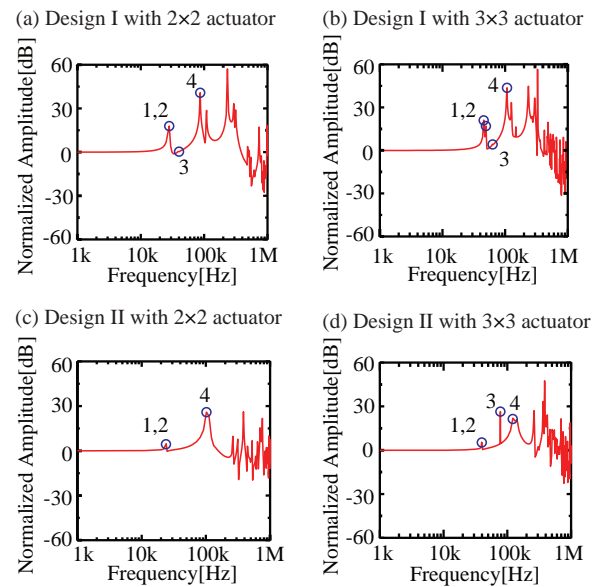 (a) Design I with 2×2 actuator
Normalized Amplitude[dB]
60
30
0
-30
-60
1,2
3
4
1k
10k
100k
1M
Frequency[Hz]
(b) Design I with 3×3 actuator
Normalized Amplitude[dB]
60
30
0
-30
-60
1,2
3
4
1k
10k
100k
1M
Frequency[Hz]
(c) Design II with 2×2 actuator
Normalized Amplitude[dB]
60
30
0
-30
-60
1,2
4
1k
10k
100k
1M
Frequency[Hz]
(d) Design II with 3×3 actuator
Normalized Amplitude[dB]
60
30
0
-30
-60
1,2
3
4
1k
10k
100k
1M
Frequency[Hz]